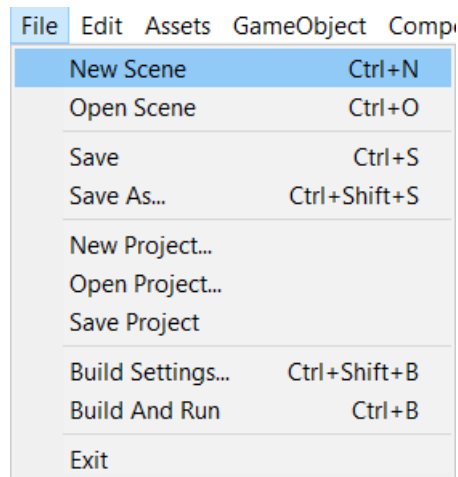 File Edit Assets GameObject
New Scene Ctrl+N
Open Scene Ctrl+O
Save Ctrl+S
Save As... Ctrl+Shift+S
New Project...
Open Project...
Save Project
Build Settings... Ctrl+Shift+B
Build And Run Ctrl+B
Exit